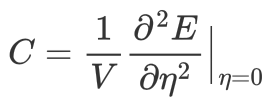 C = \frac{1}{V} \frac{\partial^2 E}{\partial \eta^2} \Big|_{\eta=0}